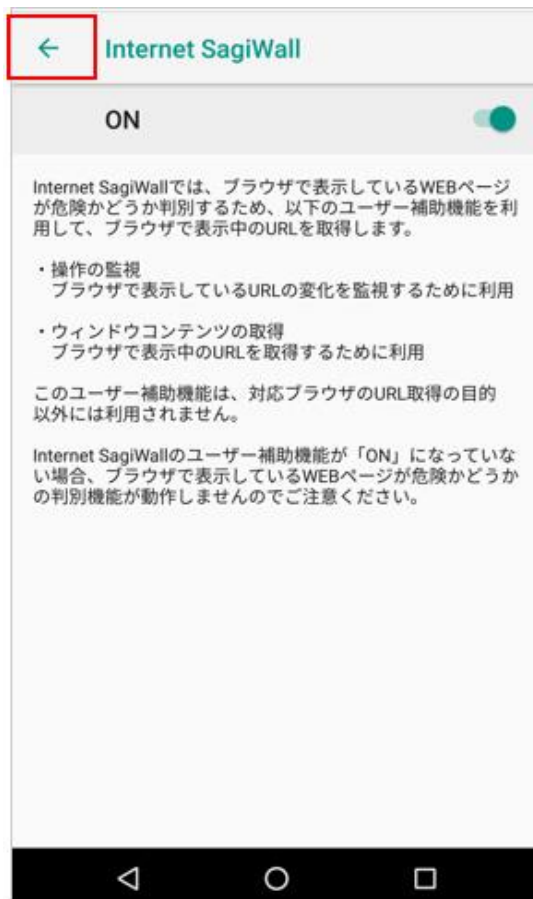 Internet SagiWall
ON
Internet SagiWallでは、ブラウザで表示しているWEBページ
が危険かどうか判別するため、以下のユーザー補助機能を利
用して、ブラウザで表示中のURLを取得します。
・操作の監視
ブラウザで表示しているURLの変化を監視するために利用
・ウィンドウコンテンツの取得
ブラウザで表示中のURLを取得するために利用
このユーザー補助機能は、対応ブラウザのURL取得の目的
以外には利用されません。
Internet SagiWallのユーザー補助機能が「ON」になっていな
い場合、ブラウザで表示しているWEBページが危険かどうか
の判別機能が動作しませんのでご注意ください。